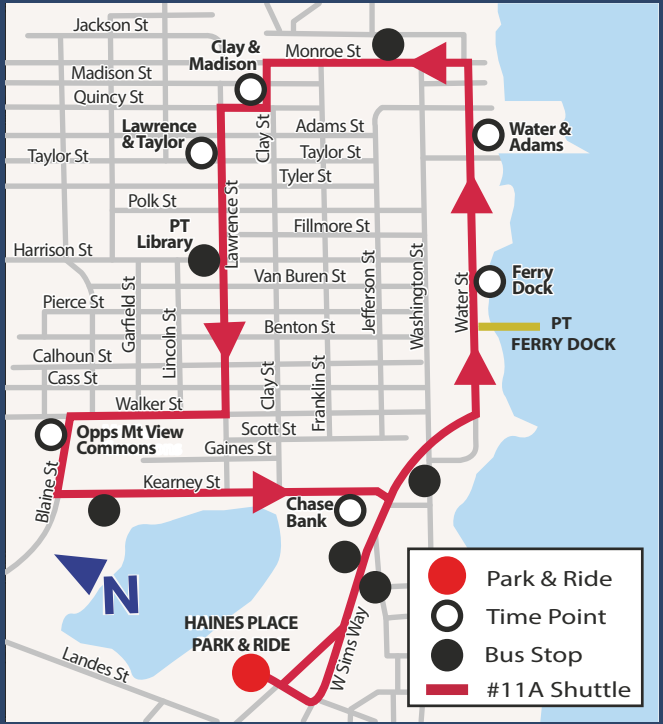 Jackson St
Clay &
Madison
Monroe St
Madison St
Quincy St
Lawrence
& Taylor
Clay St
Adams St
Water &
Adams
Taylor St
Taylor St
Tyler St
Polk St
PT
Library
Lawrence St
Fillmore St
Harrison St
Van Buren St
Jefferson St
Washington St
Water St
Ferry
Dock
Garfield St
Lincoln St
Pierce St
Benton St
PT
FERRY DOCK
Calhoun St
Cass St
Clay St
Franklin St
Walker St
Opps Mt View
Commons
Scott St
Gaines St
Blaine St
Kearney St
Chase
Bank
N
HAINES PLACE
PARK & RIDE
W Sims Way
Landes St
Park & Ride
Time Point
Bus Stop
#11A Shuttle